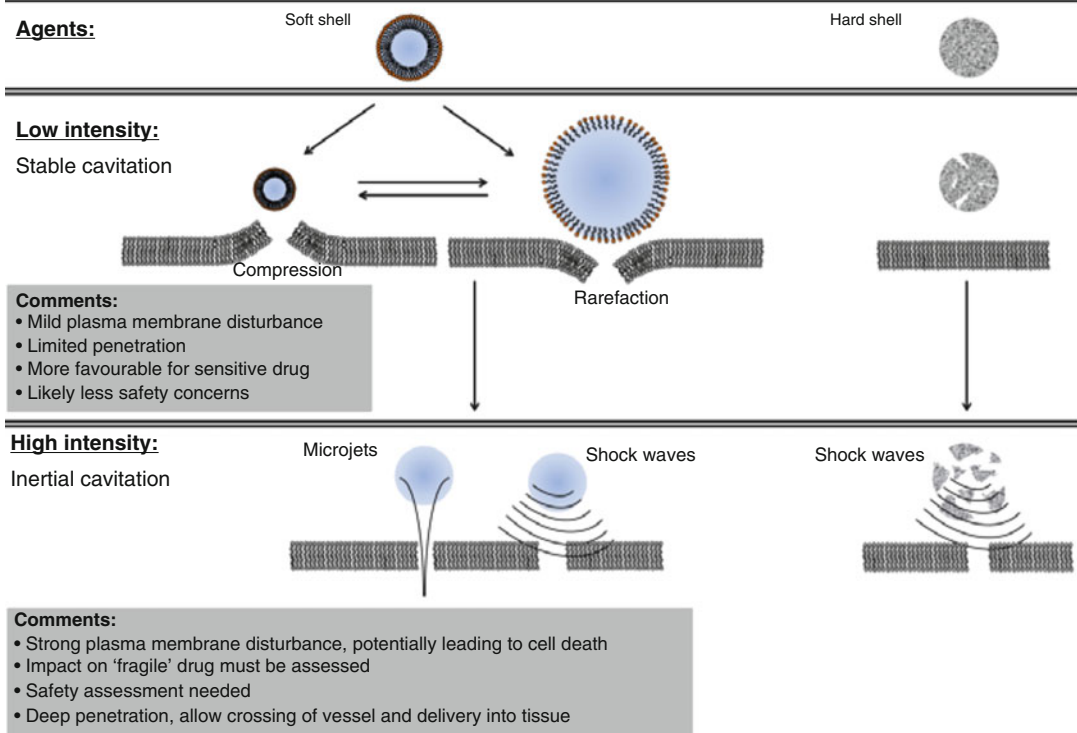 Agents:
Soft shell
Hard shell
Low intensity:
Stable cavitation
Compression
Rarefaction
Comments:
• Mild plasma membrane disturbance
• Limited penetration
• More favourable for sensitive drug
• Likely less safety concerns
High intensity:
Inertial cavitation
Microjets
Shock waves
Shock waves
Comments:
• Strong plasma membrane disturbance, potentially leading to cell death
• Impact on ‘fragile’ drug must be assessed
• Safety assessment needed
• Deep penetration, allow crossing of vessel and delivery into tissue